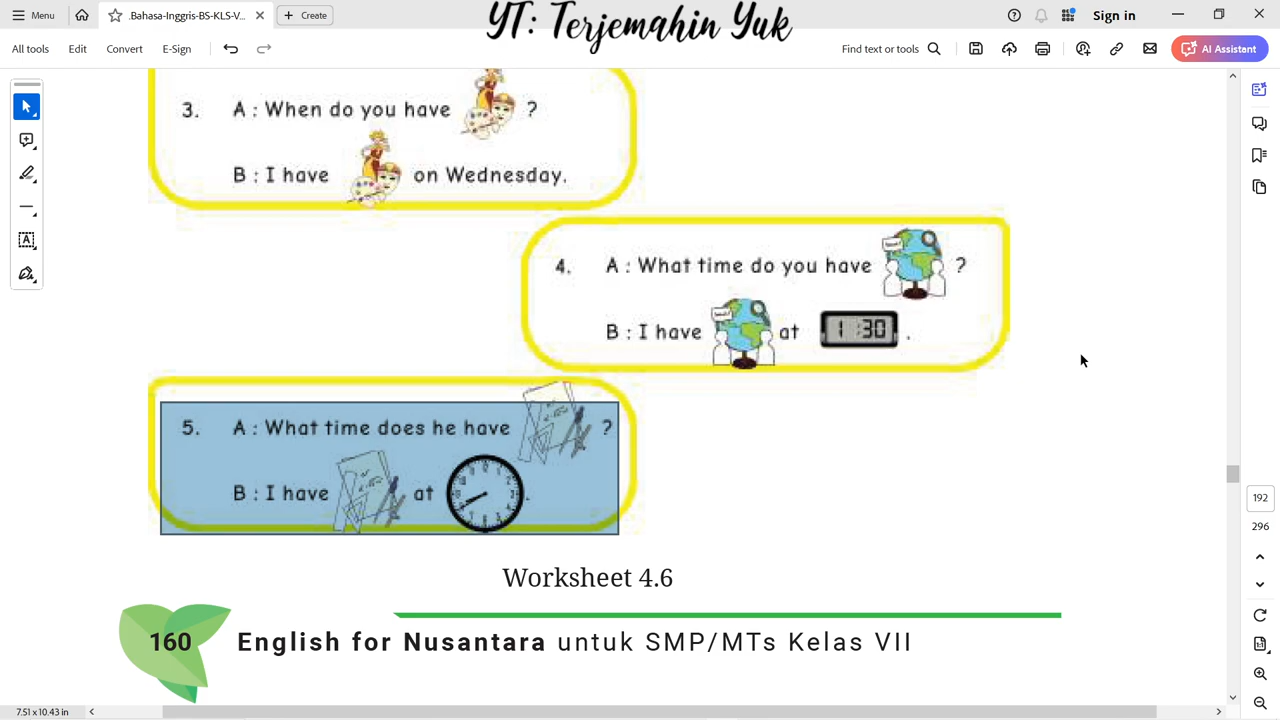 Menu
.Bahasa-Inggris-BS-KLS-V...
Create
YT: Terjemahin Yuk
Sign in
All tools
Edit
Convert
E-Sign
Find text or tools
AI Assistant
3. A : When do you have ?
B : I have on Wednesday.
4. A : What time do you have ?
B : I have at 1:30 .
5. A : What time does he have ?
B : I have at .
Worksheet 4.6
160 English for Nusantara untuk SMP/MTs Kelas VII
192
296
7.51 x 10.43 in